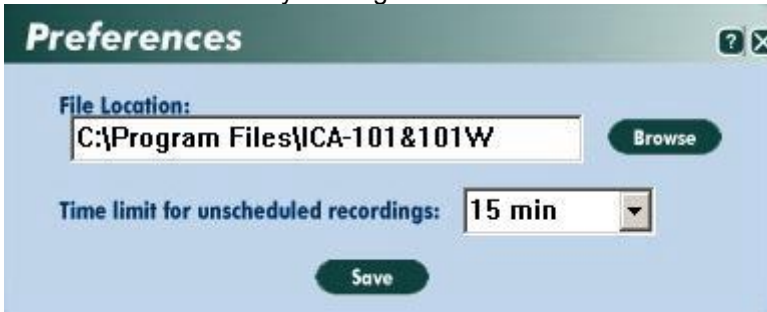 Preferences
?
File Location:
C:\Program Files\ICA-101&101W
Browse
Time limit for unscheduled recordings:
15 min
Save